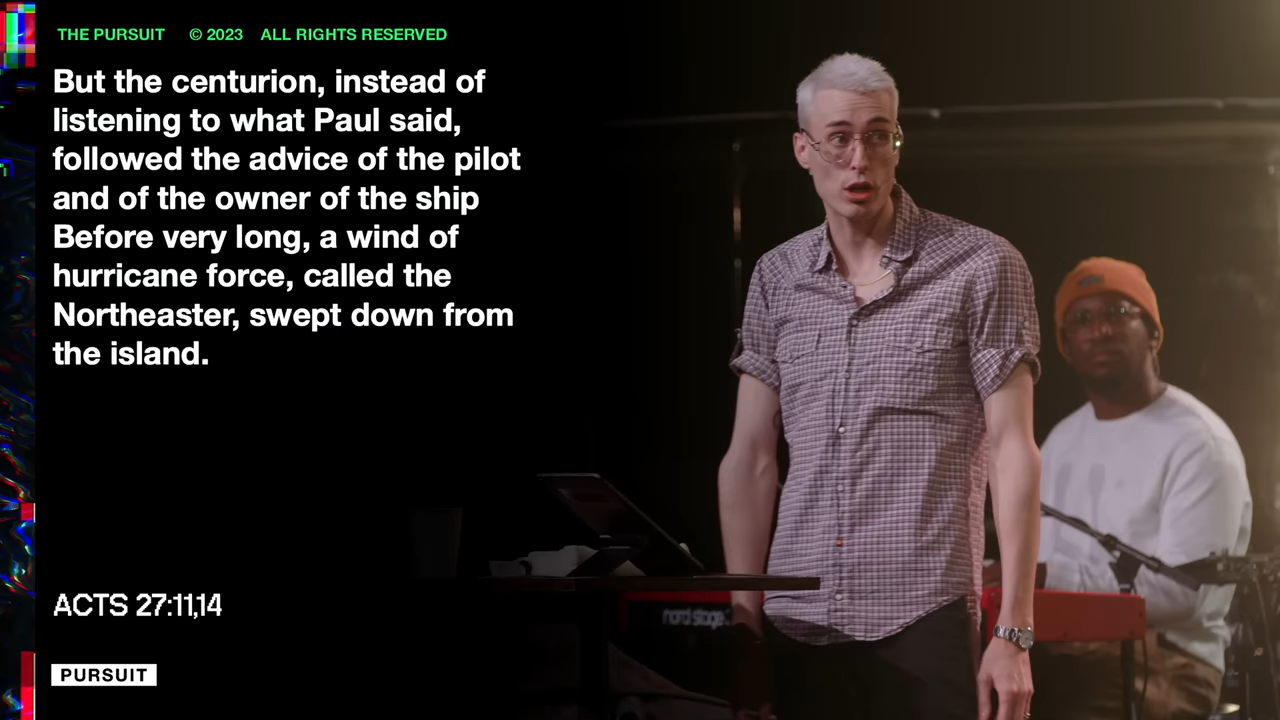 THE PURSUIT © 2023 ALL RIGHTS RESERVED
But the centurion, instead of
listening to what Paul said,
followed the advice of the pilot
and of the owner of the ship
Before very long, a wind of
hurricane force, called the
Northeaster, swept down from
the island.
ACTS 27:11,14
nord stage
PURSUIT